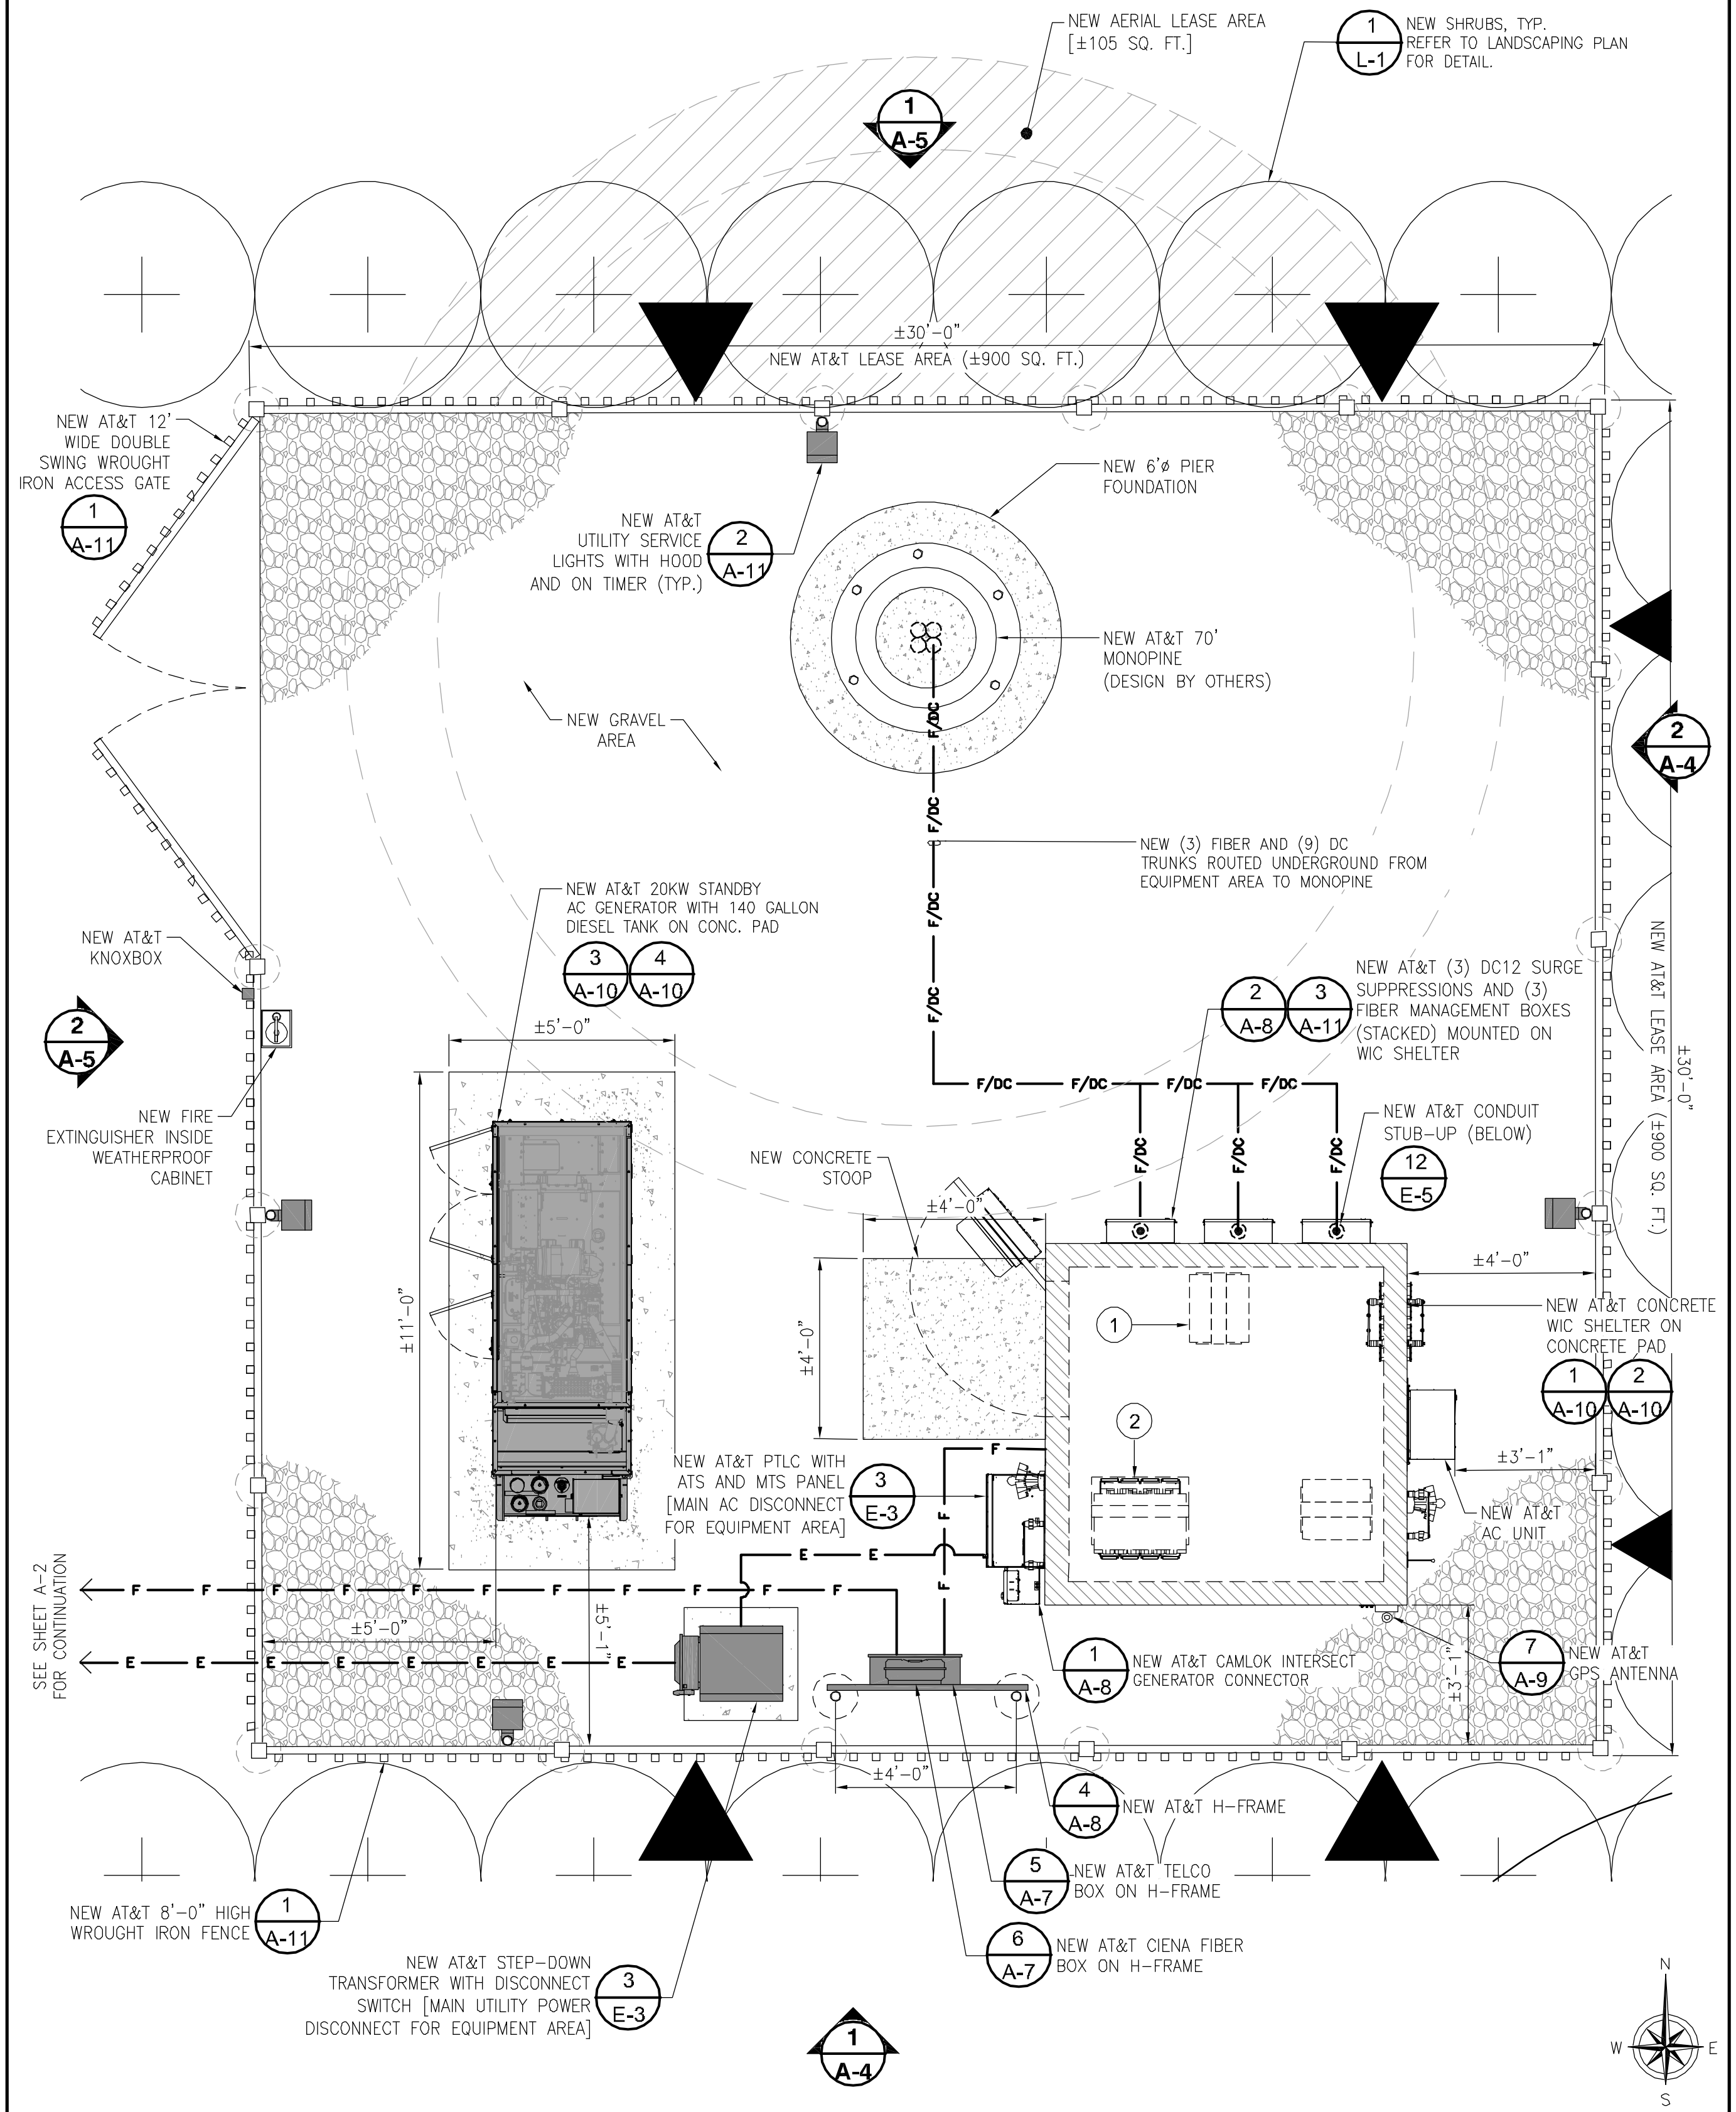 NEW AERIAL LEASE AREA
[±105 SQ. FT.]
1
L-1
NEW SHRUBS, TYP.
REFER TO LANDSCAPING PLAN
FOR DETAIL.
1
A-5
±30'-0"
NEW AT&T LEASE AREA (±900 SQ. FT.)
NEW AT&T 12'
WIDE DOUBLE
SWING WROUGHT
IRON ACCESS GATE
1
A-11
NEW AT&T
UTILITY SERVICE
LIGHTS WITH HOOD
AND ON TIMER (TYP.)
2
A-11
NEW 6'ø PIER
FOUNDATION
NEW AT&T 70'
MONOPINE
(DESIGN BY OTHERS)
NEW GRAVEL
AREA
F/DC
F/DC
F/DC
F/DC
2
A-4
NEW (3) FIBER AND (9) DC
TRUNKS ROUTED UNDERGROUND FROM
EQUIPMENT AREA TO MONOPINE
NEW AT&T 20KW STANDBY
AC GENERATOR WITH 140 GALLON
DIESEL TANK ON CONC. PAD
3
A-10
4
A-10
NEW AT&T
KNOXBOX
2
A-5
±5'-0"
2
A-8
3
A-11
NEW AT&T (3) DC12 SURGE
SUPPRESSIONS AND (3)
FIBER MANAGEMENT BOXES
(STACKED) MOUNTED ON
WIC SHELTER
NEW AT&T LEASE AREA (±900 SQ. FT.)
±30'-0"
F/DC F/DC F/DC F/DC
F/DC F/DC F/DC
NEW FIRE
EXTINGUISHER INSIDE
WEATHERPROOF
CABINET
NEW AT&T CONDUIT
STUB-UP (BELOW)
12
E-5
NEW CONCRETE
STOOP
±4'-0"
±4'-0"
±11'-0"
±4'-0"
1
NEW AT&T CONCRETE
WIC SHELTER ON
CONCRETE PAD
1
A-10
2
A-10
2
±3'-1"
NEW AT&T
AC UNIT
NEW AT&T PTLC WITH
ATS AND MTS PANEL
[MAIN AC DISCONNECT
FOR EQUIPMENT AREA]
3
E-3
F
F
F
E E
SEE SHEET A-2
FOR CONTINUATION
F F F F F F F F F F F
±5'-0"
±5'-1"
E E E E E E E E
1
A-8
NEW AT&T CAMLOK INTERSECT
GENERATOR CONNECTOR
±3'-1"
7
A-9
NEW AT&T
GPS ANTENNA
±4'-0"
4
A-8
NEW AT&T H-FRAME
5
A-7
NEW AT&T TELCO
BOX ON H-FRAME
NEW AT&T 8'-0" HIGH
WROUGHT IRON FENCE
1
A-11
6
A-7
NEW AT&T CIENA FIBER
BOX ON H-FRAME
NEW AT&T STEP-DOWN
TRANSFORMER WITH DISCONNECT
SWITCH [MAIN UTILITY POWER
DISCONNECT FOR EQUIPMENT AREA]
3
E-3
1
A-4
N
W E
S